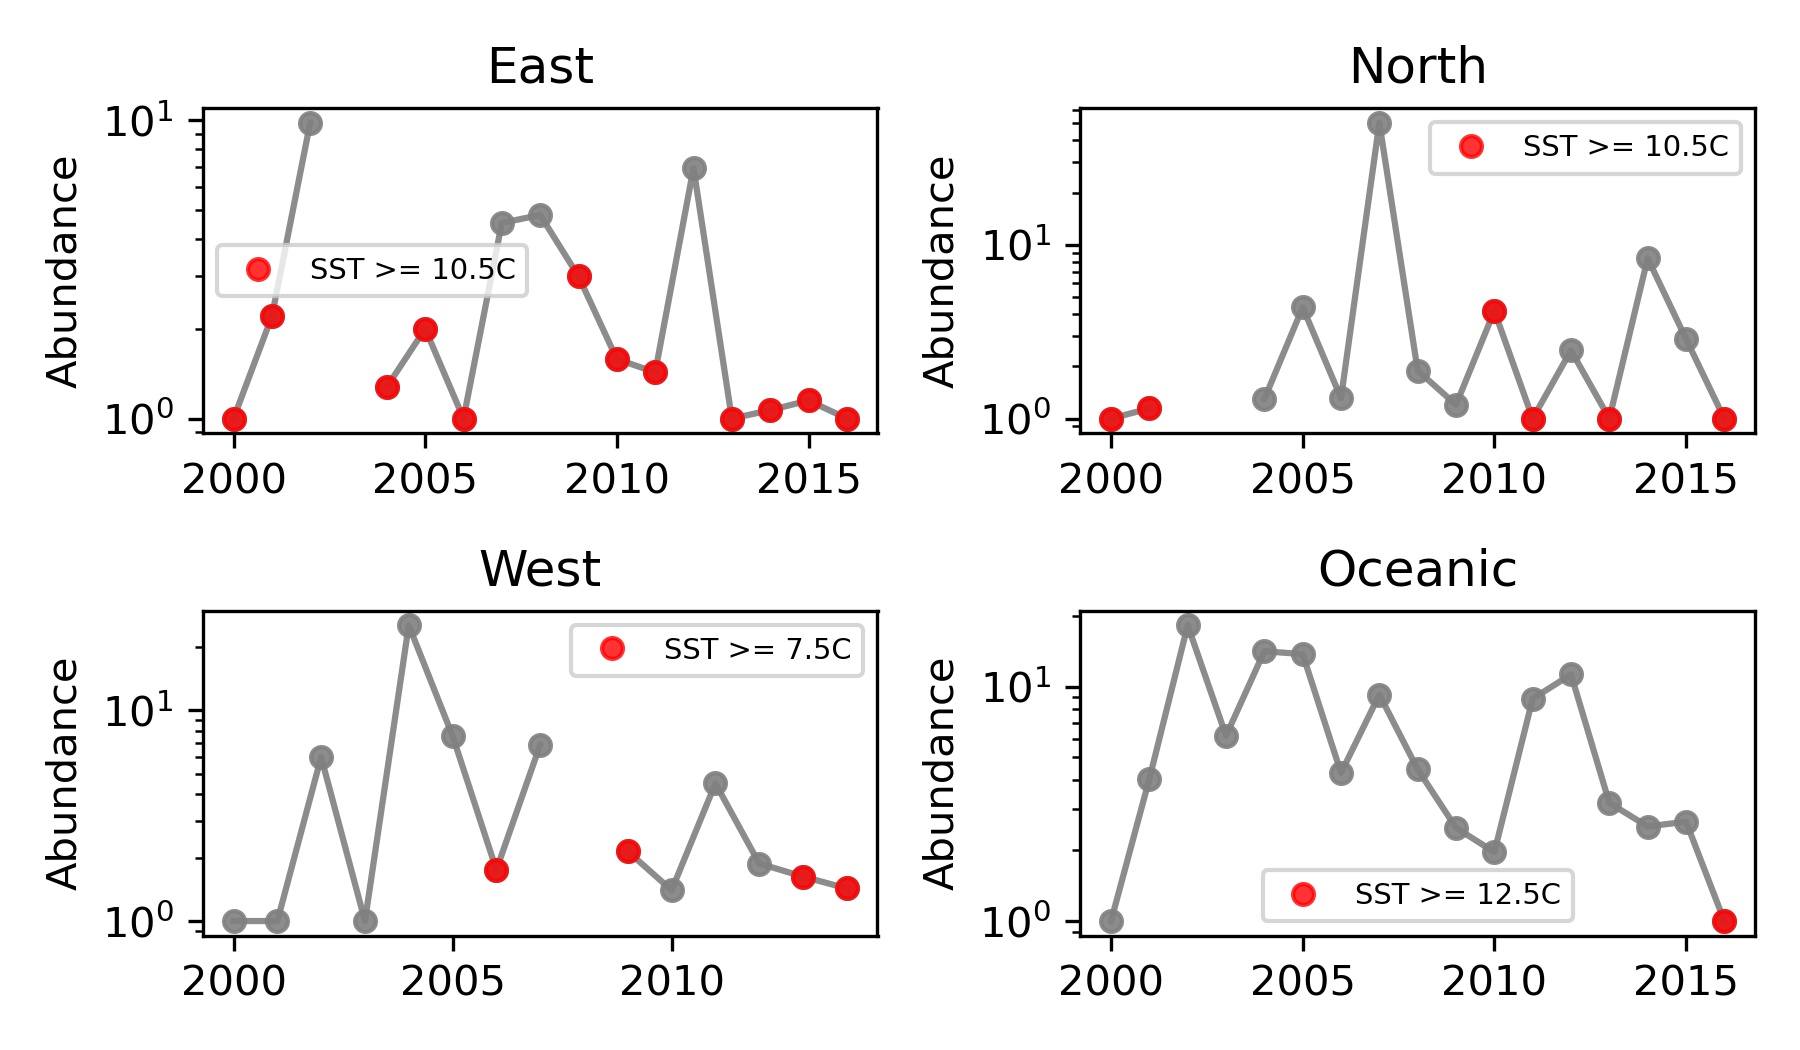 East
Abundance
10¹
10⁰
SST >= 10.5C
2000 2005 2010 2015
North
Abundance
10¹
10⁰
SST >= 10.5C
2000 2005 2010 2015
West
Abundance
10¹
10⁰
SST >= 7.5C
2000 2005 2010
Oceanic
Abundance
10¹
10⁰
SST >= 12.5C
2000 2005 2010 2015